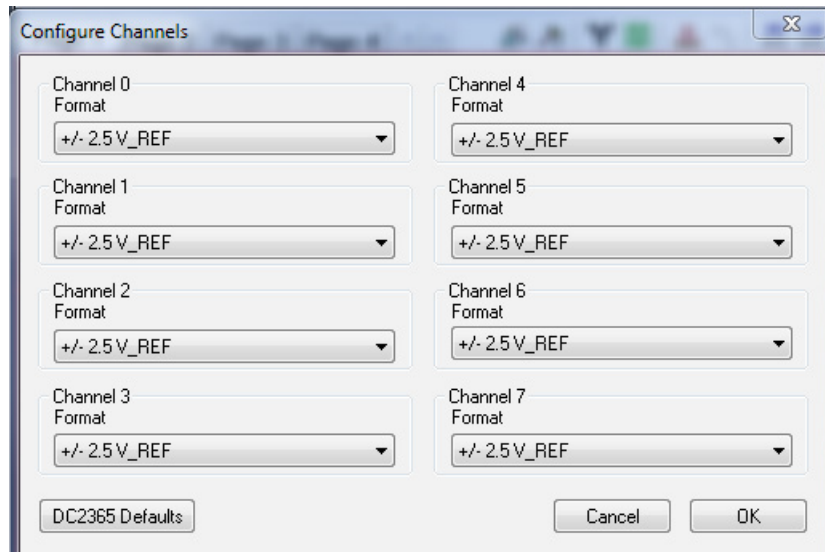 Configure Channels
Channel 0
Format
+/- 2.5 V_REF
Channel 1
Format
+/- 2.5 V_REF
Channel 2
Format
+/- 2.5 V_REF
Channel 3
Format
+/- 2.5 V_REF
Channel 4
Format
+/- 2.5 V_REF
Channel 5
Format
+/- 2.5 V_REF
Channel 6
Format
+/- 2.5 V_REF
Channel 7
Format
+/- 2.5 V_REF
DC2365 Defaults
Cancel
OK